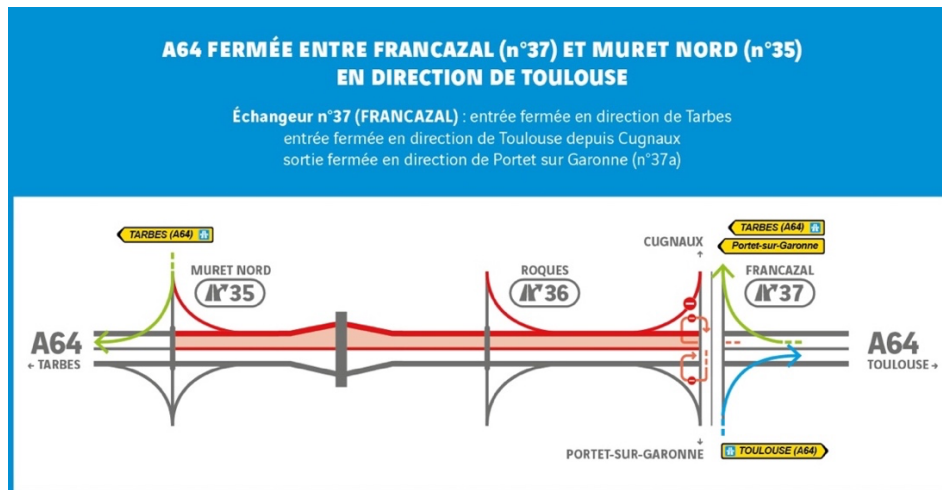 A64 FERMÉE ENTRE FRANCAZAL (n°37) ET MURET NORD (n°35)
EN DIRECTION DE TOULOUSE
Échangeur n°37 (FRANCAZAL) : entrée fermée en direction de Tarbes
entrée fermée en direction de Toulouse depuis Cugnaux
sortie fermée en direction de Portet sur Garonne (n°37a)
TARBES (A64)
TARBES (A64)
CUGNAUX
Portet-sur-Garonne
MURET NORD
ROQUES
FRANCAZAL
35
36
37
A64
A64
← TARBES
TOULOUSE →
PORTET-SUR-GARONNE
TOULOUSE (A64)